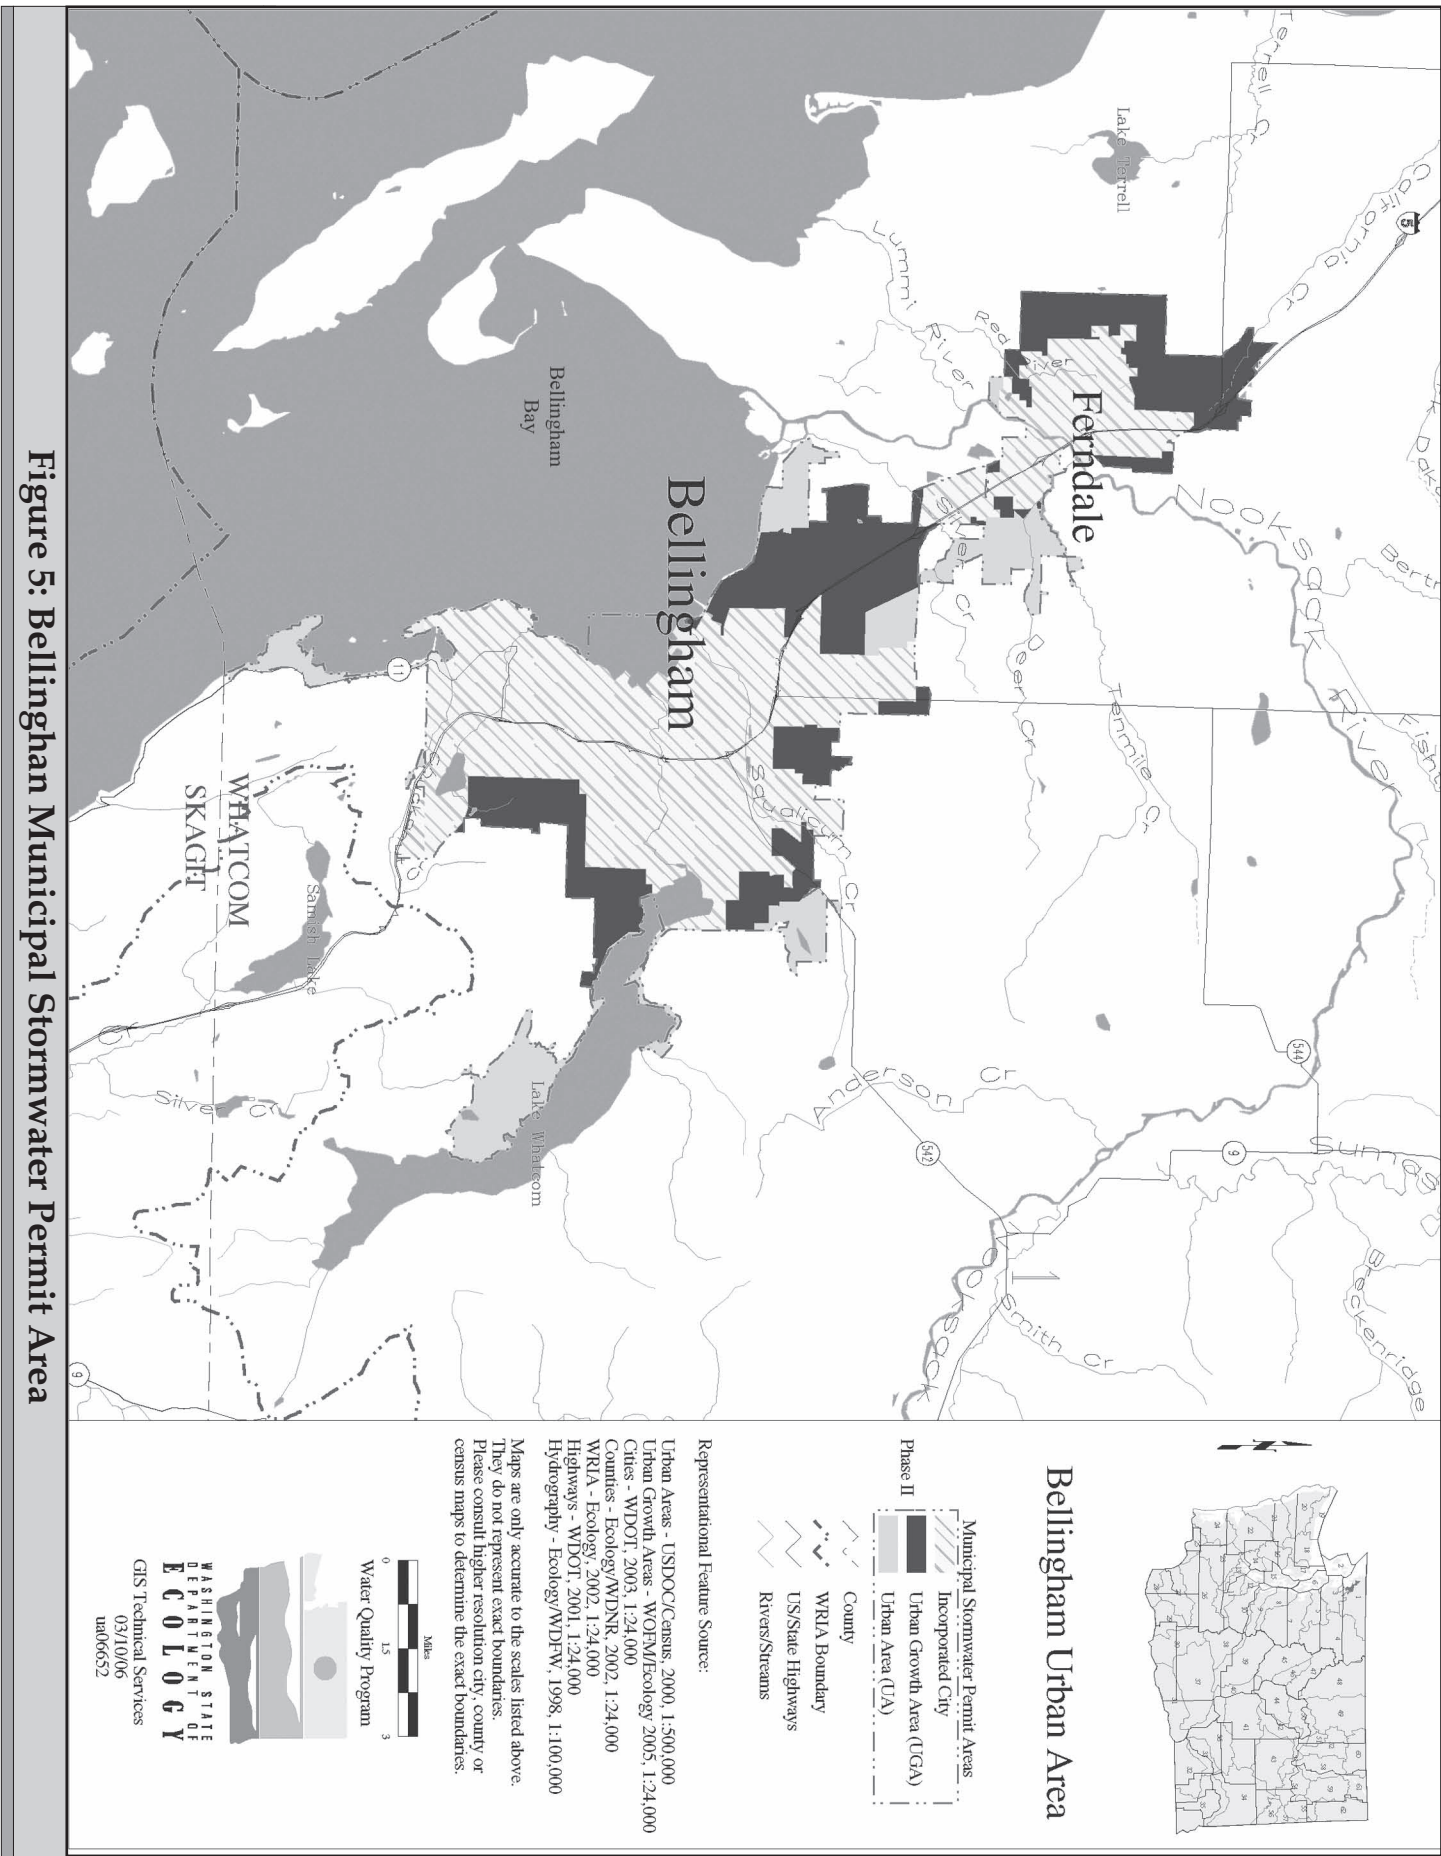 Terrell Cr
California Cr
5
Lake Terrell
Lummi River
Red River
Ferndale
Nooksack River
Silver Cr
Deer Cr
Tenmile Cr
Bellingham Bay
Bellingham
Squalicum Cr
11
544
Anderson Cr
542
9
Sumas
Breckenridge
1
Smith Cr
Nooksack
Lake Whatcom
WHATCOM
SKAGIT
Samish Lake
Silver Cr
9
Bellingham Urban Area
Municipal Stormwater Permit Areas
Incorporated City
Phase II
Urban Growth Area (UGA)
Urban Area (UA)
County
WRIA Boundary
US/State Highways
Rivers/Streams
Representational Feature Source:
Urban Areas - USDOC/Census, 2000, 1:500,000
Urban Growth Areas - WOFM/Ecology 2005, 1:24,000
Cities - WDOT, 2003, 1:24,000
Counties - Ecology/WDNR, 2002, 1:24,000
WRIA - Ecology, 2002, 1:24,000
Highways - WDOT, 2001, 1:24,000
Hydrography - Ecology/WDFW, 1998, 1:100,000
Maps are only accurate to the scales listed above.
They do not represent exact boundaries.
Please consult higher resolution city, county or
census maps to determine the exact boundaries.
Miles
0 1.5 3
Water Quality Program
WASHINGTON STATE
DEPARTMENT OF
ECOLOGY
GIS Technical Services
03/10/06
ua06652
Figure 5: Bellinghan Municipal Stormwater Permit Area